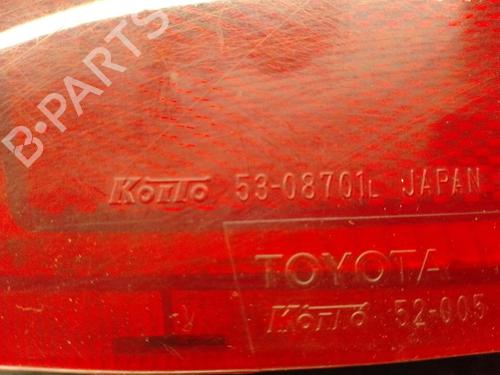 B-PARTS
KOITO 53-08701L JAPAN
TOYOTA
KOITO 52-005